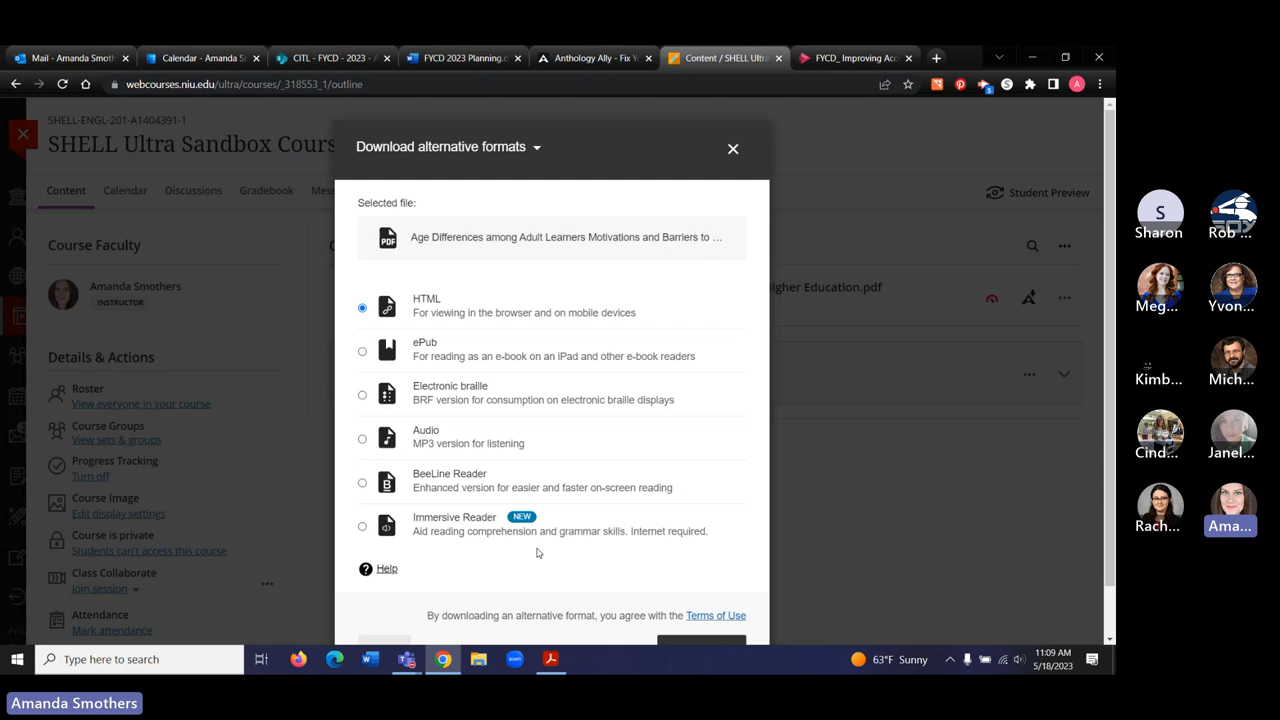 Mail - Amanda Smoth
Calendar - Amanda S
CITL - FYCD - 2023 - A
FYCD 2023 Planning.d
Anthology Ally - Fix Y
Content / SHELL Ultra
FYCD_ Improving Acc
webcourses.niu.edu/ultra/courses/_318553_1/outline
SHELL-ENGL-201-A1404391-1
SHELL Ultra Sandbox Cours
Content
Calendar
Discussions
Gradebook
Mess
Student Preview
Course Faculty
Amanda Smothers
INSTRUCTOR
Details & Actions
Roster
View everyone in your course
Course Groups
View sets & groups
Progress Tracking
Turn off
Course Image
Edit display settings
Course is private
Students can't access this course
Class Collaborate
Join session
Attendance
Mark attendance
Download alternative formats
Selected file:
PDF
Age Differences among Adult Learners Motivations and Barriers to ...
HTML
For viewing in the browser and on mobile devices
ePub
For reading as an e-book on an iPad and other e-book readers
Electronic braille
BRF version for consumption on electronic braille displays
Audio
MP3 version for listening
BeeLine Reader
Enhanced version for easier and faster on-screen reading
Immersive Reader NEW
Aid reading comprehension and grammar skills. Internet required.
Help
By downloading an alternative format, you agree with the Terms of Use
igher Education.pdf
Type here to search
63°F Sunny
11:09 AM
5/18/2023
S
Sharon
Rob ...
Meg...
Yvon...
Kimb...
Mich...
Cind...
Janel...
Rach...
Ama...
Amanda Smothers